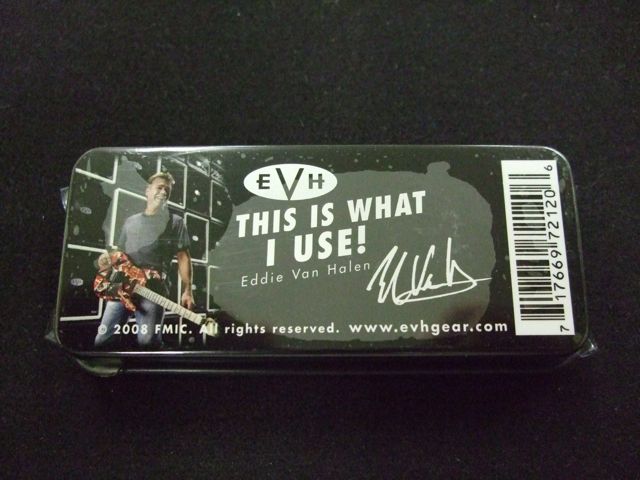 EVH
THIS IS WHAT
I USE!
Eddie Van Halen
© 2008 FMIC. All rights reserved. www.evhgear.com
7 17669 72120 6